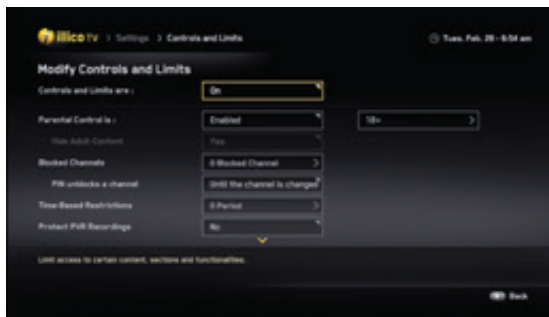 illico TV > Settings > Controls and Limits
Tues. Feb. 28 - 8:54 am
Modify Controls and Limits
Controls and Limits are : On
Parental Control is : Enabled 18+ >
Hide Adult Content Yes
Blocked Channels 0 Blocked Channel >
PIN unblocks a channel Until the channel is changed
Time-Based Restrictions 0 Period >
Protect PVR Recordings No
Limit access to certain content, sections and functionalities.
Back